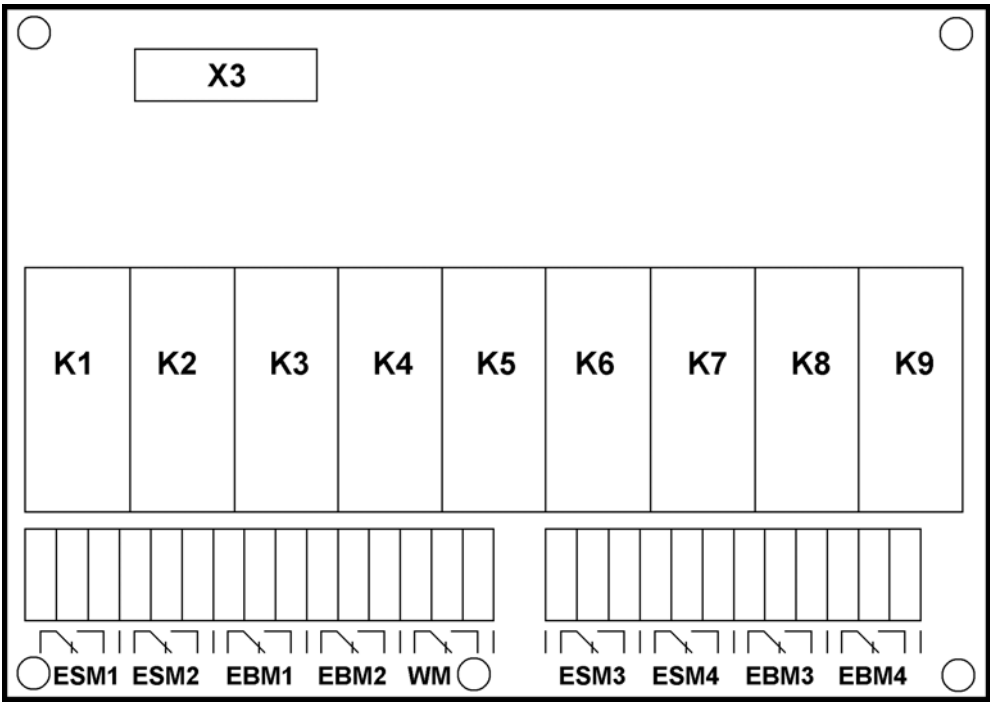 X3
K1 K2 K3 K4 K5 K6 K7 K8 K9
ESM1 ESM2 EBM1 EBM2 WM ESM3 ESM4 EBM3 EBM4